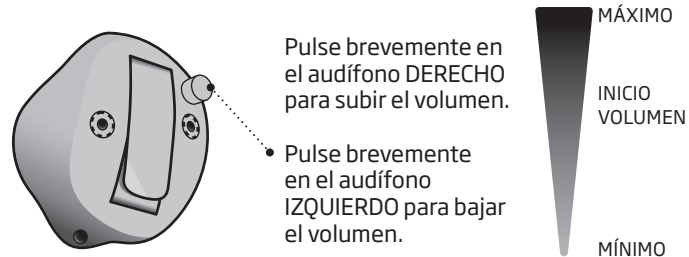 Pulse brevemente en
el audífono DERECHO
para subir el volumen.
Pulse brevemente
en el audífono
IZQUIERDO para bajar
el volumen.
MÁXIMO
INICIO
VOLUMEN
MÍNIMO